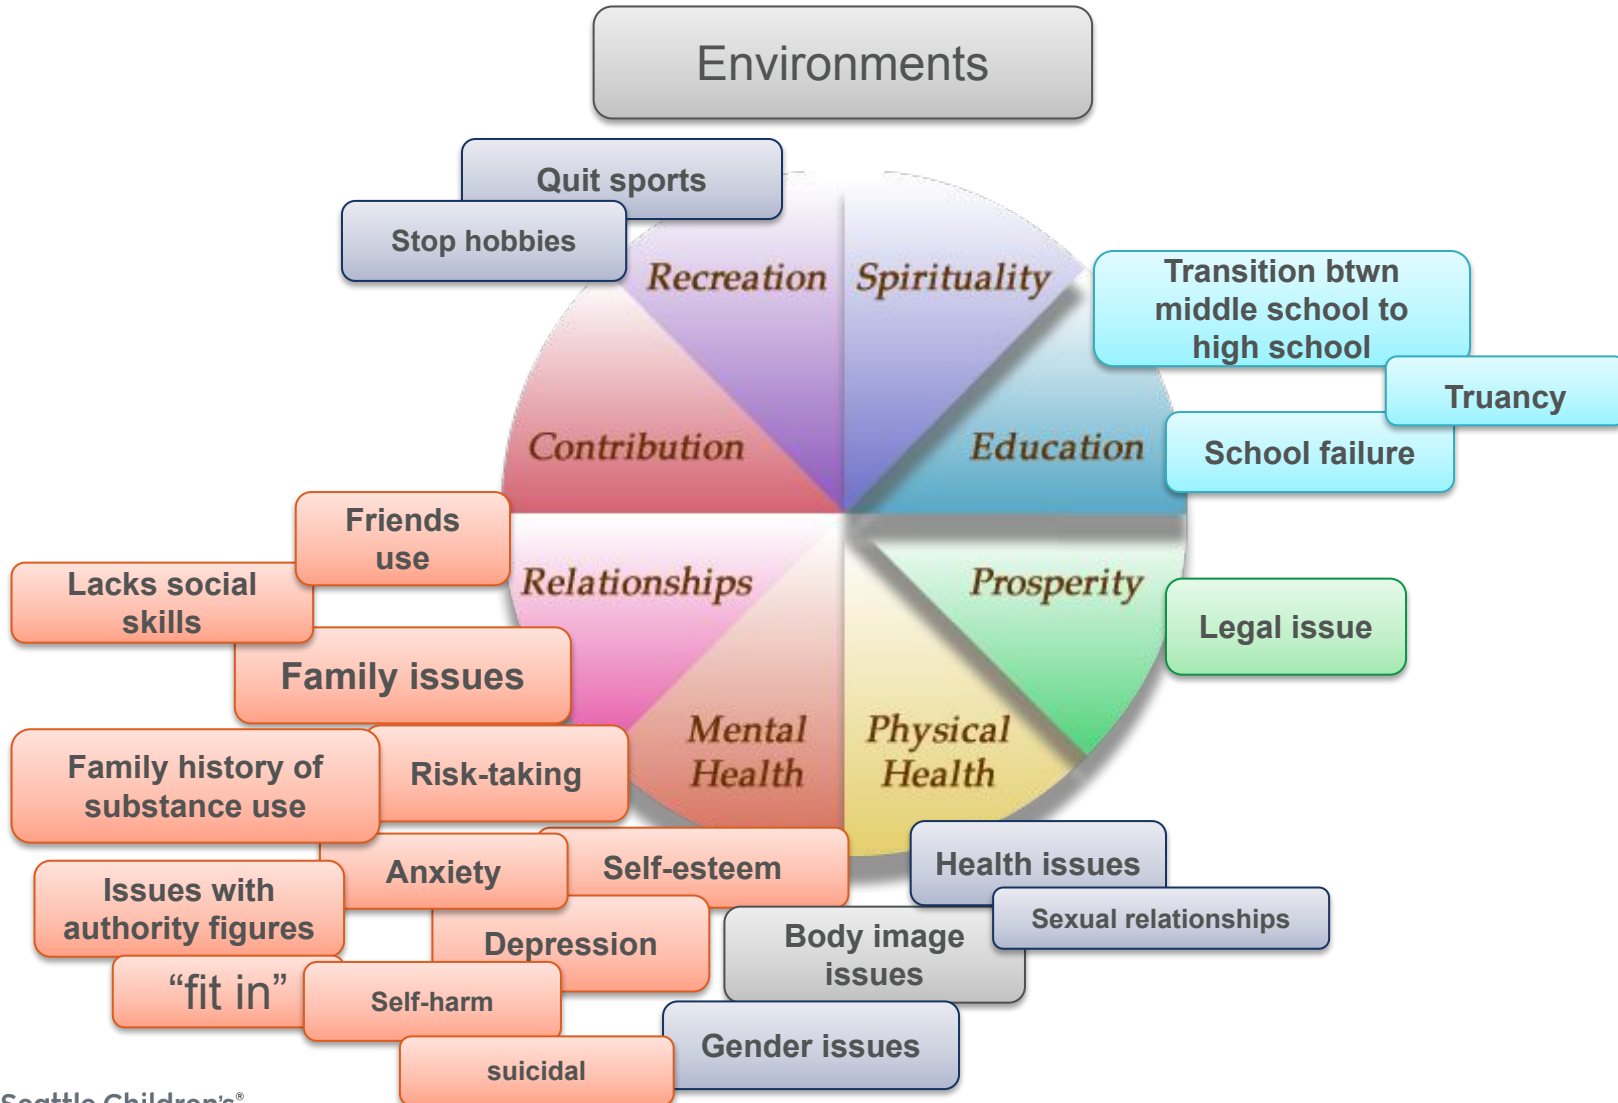 Environments
Quit sports
Stop hobbies
Recreation
Spirituality
Transition btwn
middle school to
high school
Truancy
Contribution
Education
School failure
Friends
use
Relationships
Prosperity
Lacks social
skills
Legal issue
Family issues
Mental
Health
Physical
Health
Family history of
substance use
Risk-taking
Anxiety
Self-esteem
Health issues
Issues with
authority figures
Sexual relationships
Depression
Body image
issues
“fit in”
Self-harm
Gender issues
suicidal
Seattle Children's®